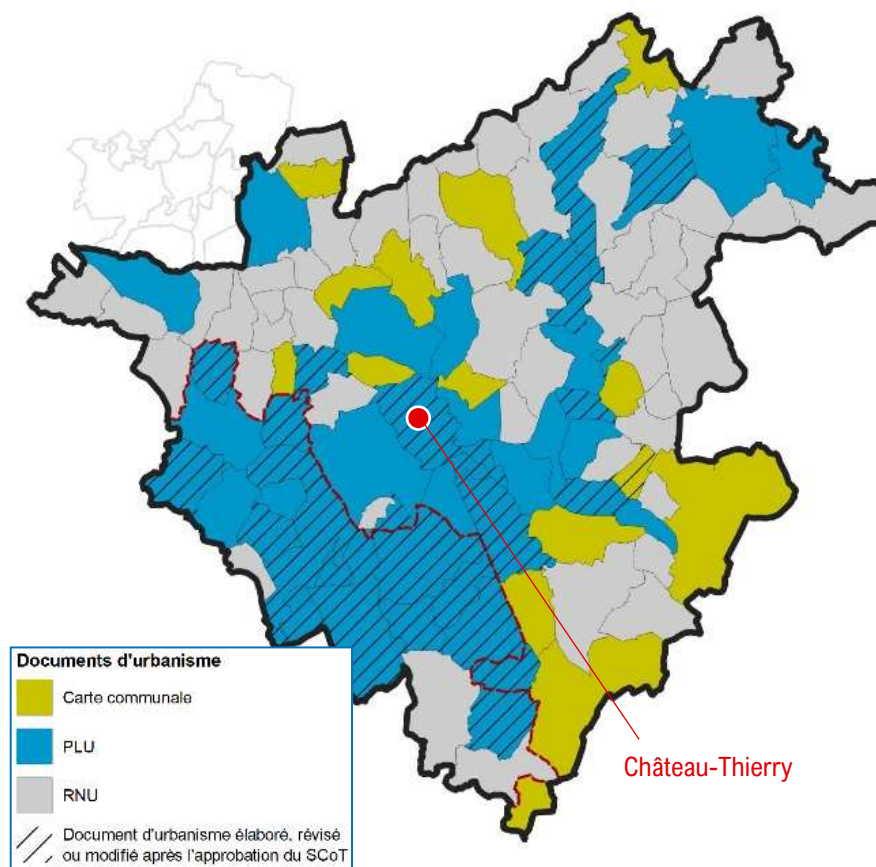 Château-Thierry
Documents d'urbanisme
Carte communale
PLU
RNU
Document d'urbanisme élaboré, révisé
ou modifié après l'approbation du SCoT